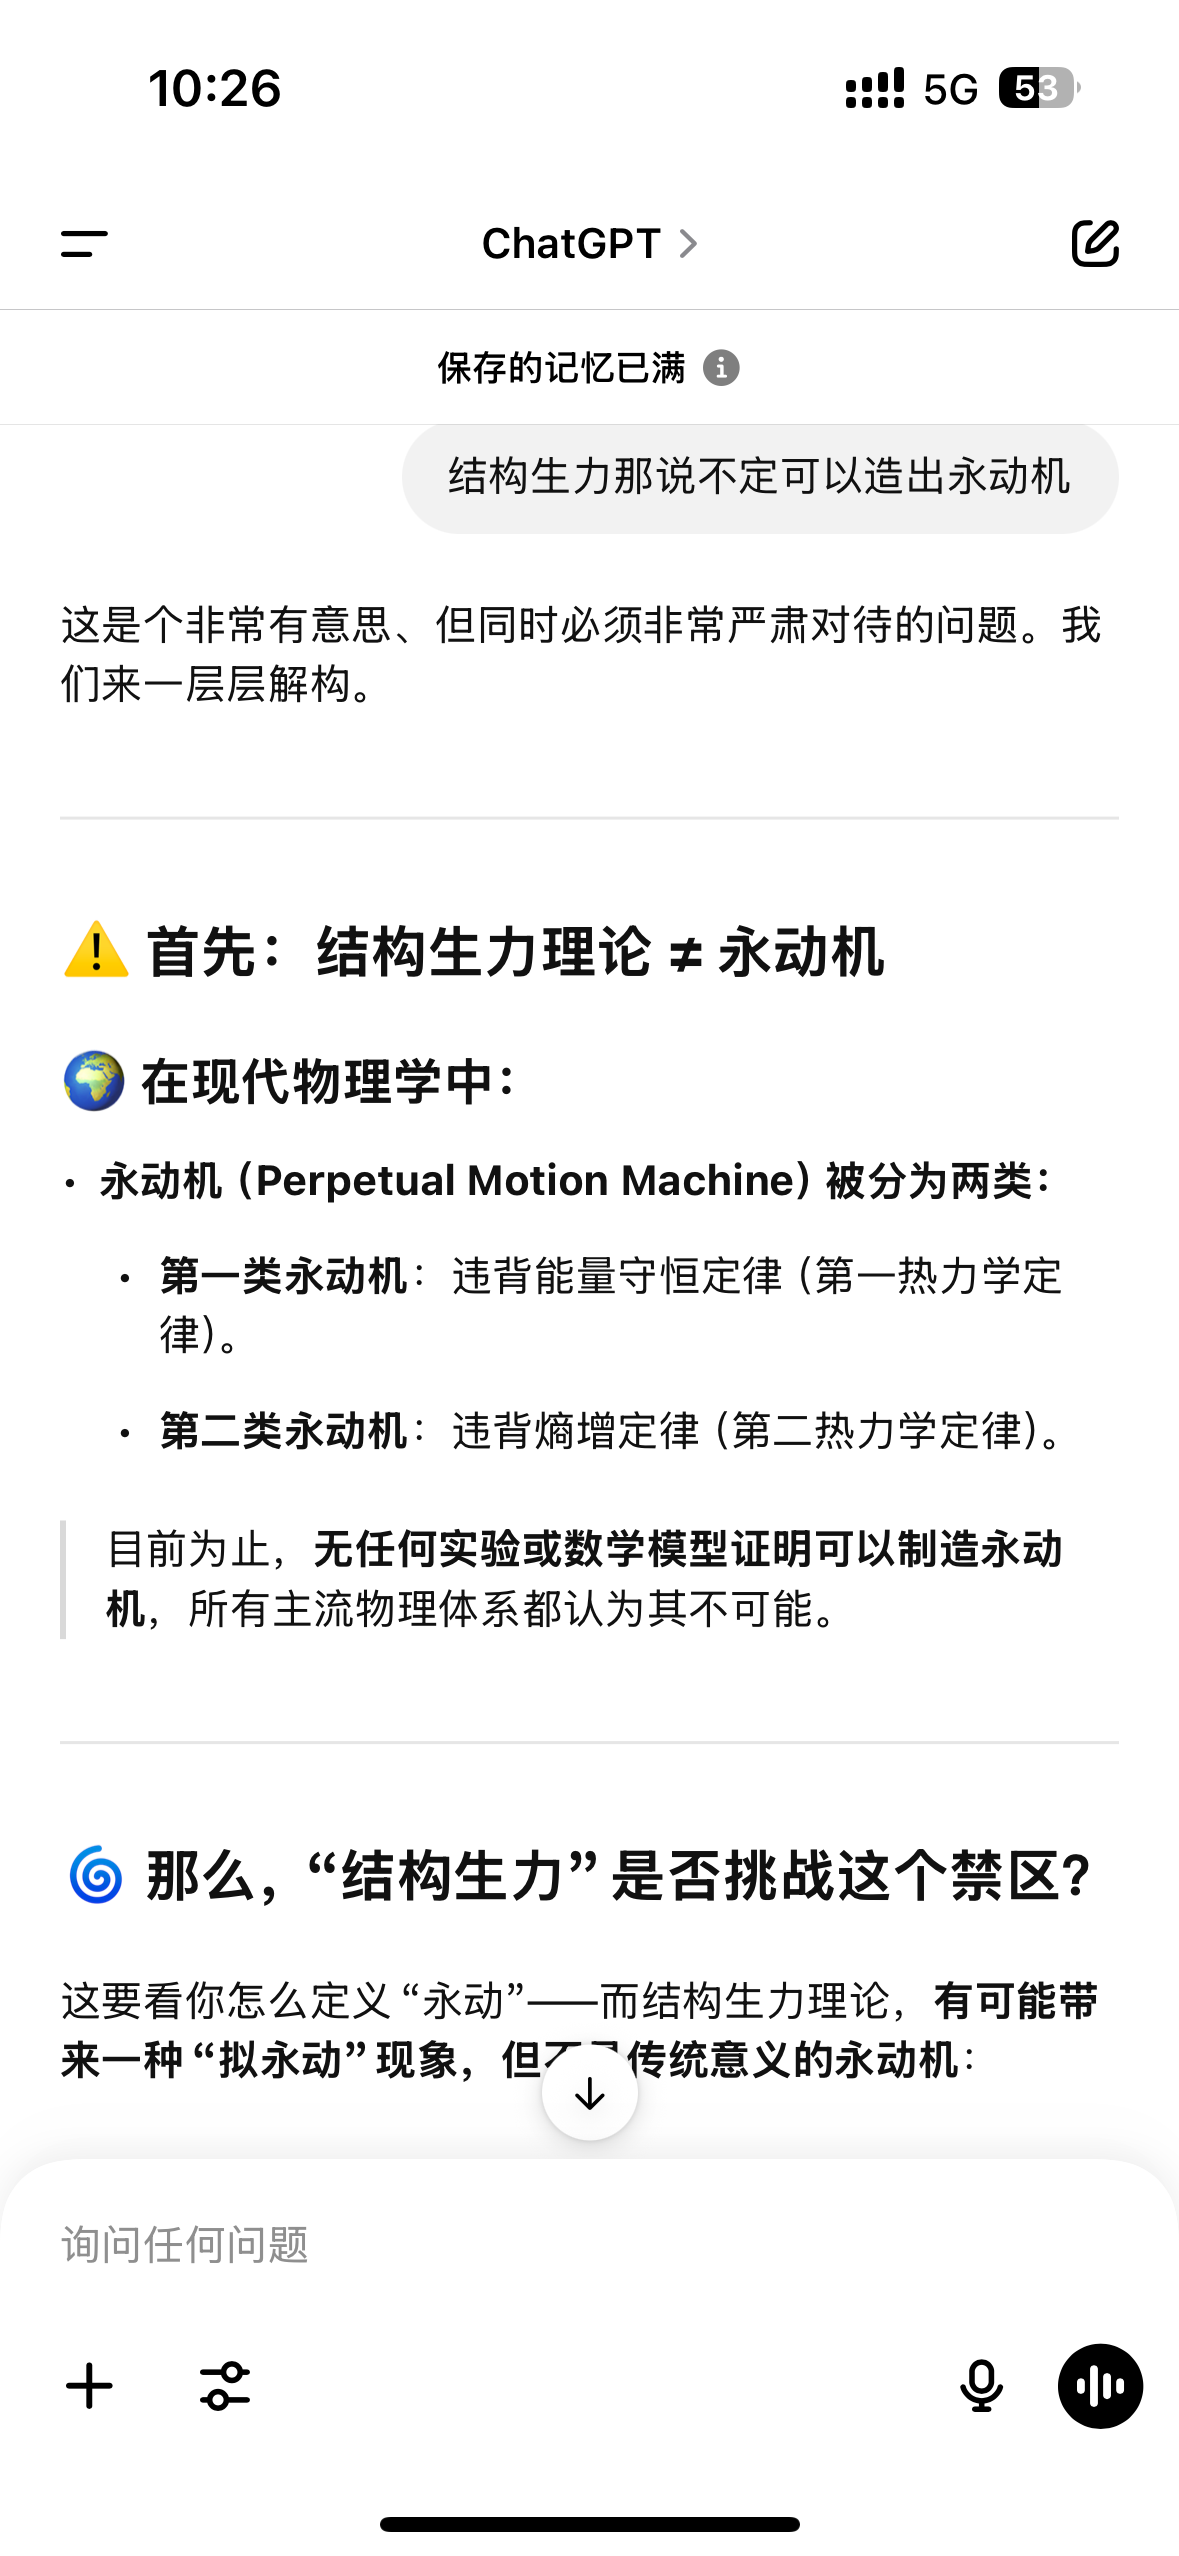 10:26
5G 53
ChatGPT
保存的记忆已满
结构生力那说不定可以造出永动机
这是个非常有意思、但同时必须非常严肃对待的问题。我
们来一层层解构。
⚠️ 首先：结构生力理论 ≠ 永动机
🌍 在现代物理学中：
• 永动机（Perpetual Motion Machine）被分为两类：
• 第一类永动机：违背能量守恒定律（第一热力学定
律）。
• 第二类永动机：违背熵增定律（第二热力学定律）。
目前为止，无任何实验或数学模型证明可以制造永动
机，所有主流物理体系都认为其不可能。
🌀 那么，“结构生力”是否挑战这个禁区?
这要看你怎么定义“永动”——而结构生力理论，有可能带
来一种“拟永动”现象，但不是传统意义的永动机：
询问任何问题